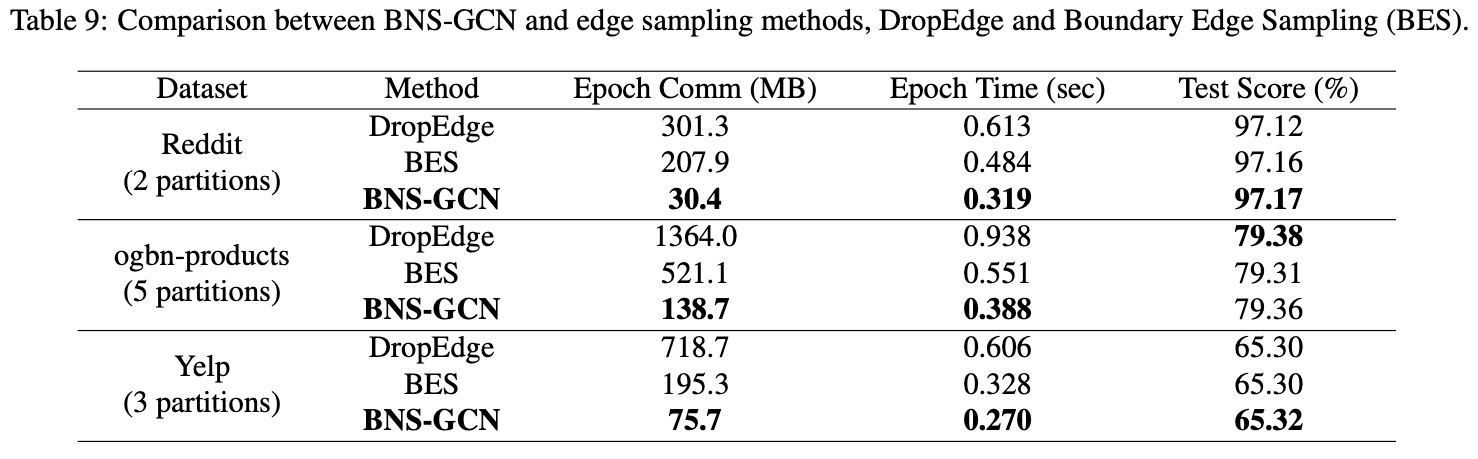 Table 9: Comparison between BNS-GCN and edge sampling methods, DropEdge and Boundary Edge Sampling (BES).
Dataset Method Epoch Comm (MB) Epoch Time (sec) Test Score (%)
Reddit
(2 partitions)
DropEdge 301.3 0.613 97.12
BES 207.9 0.484 97.16
BNS-GCN 30.4 0.319 97.17
ogbn-products
(5 partitions)
DropEdge 1364.0 0.938 79.38
BES 521.1 0.551 79.31
BNS-GCN 138.7 0.388 79.36
Yelp
(3 partitions)
DropEdge 718.7 0.606 65.30
BES 195.3 0.328 65.30
BNS-GCN 75.7 0.270 65.32